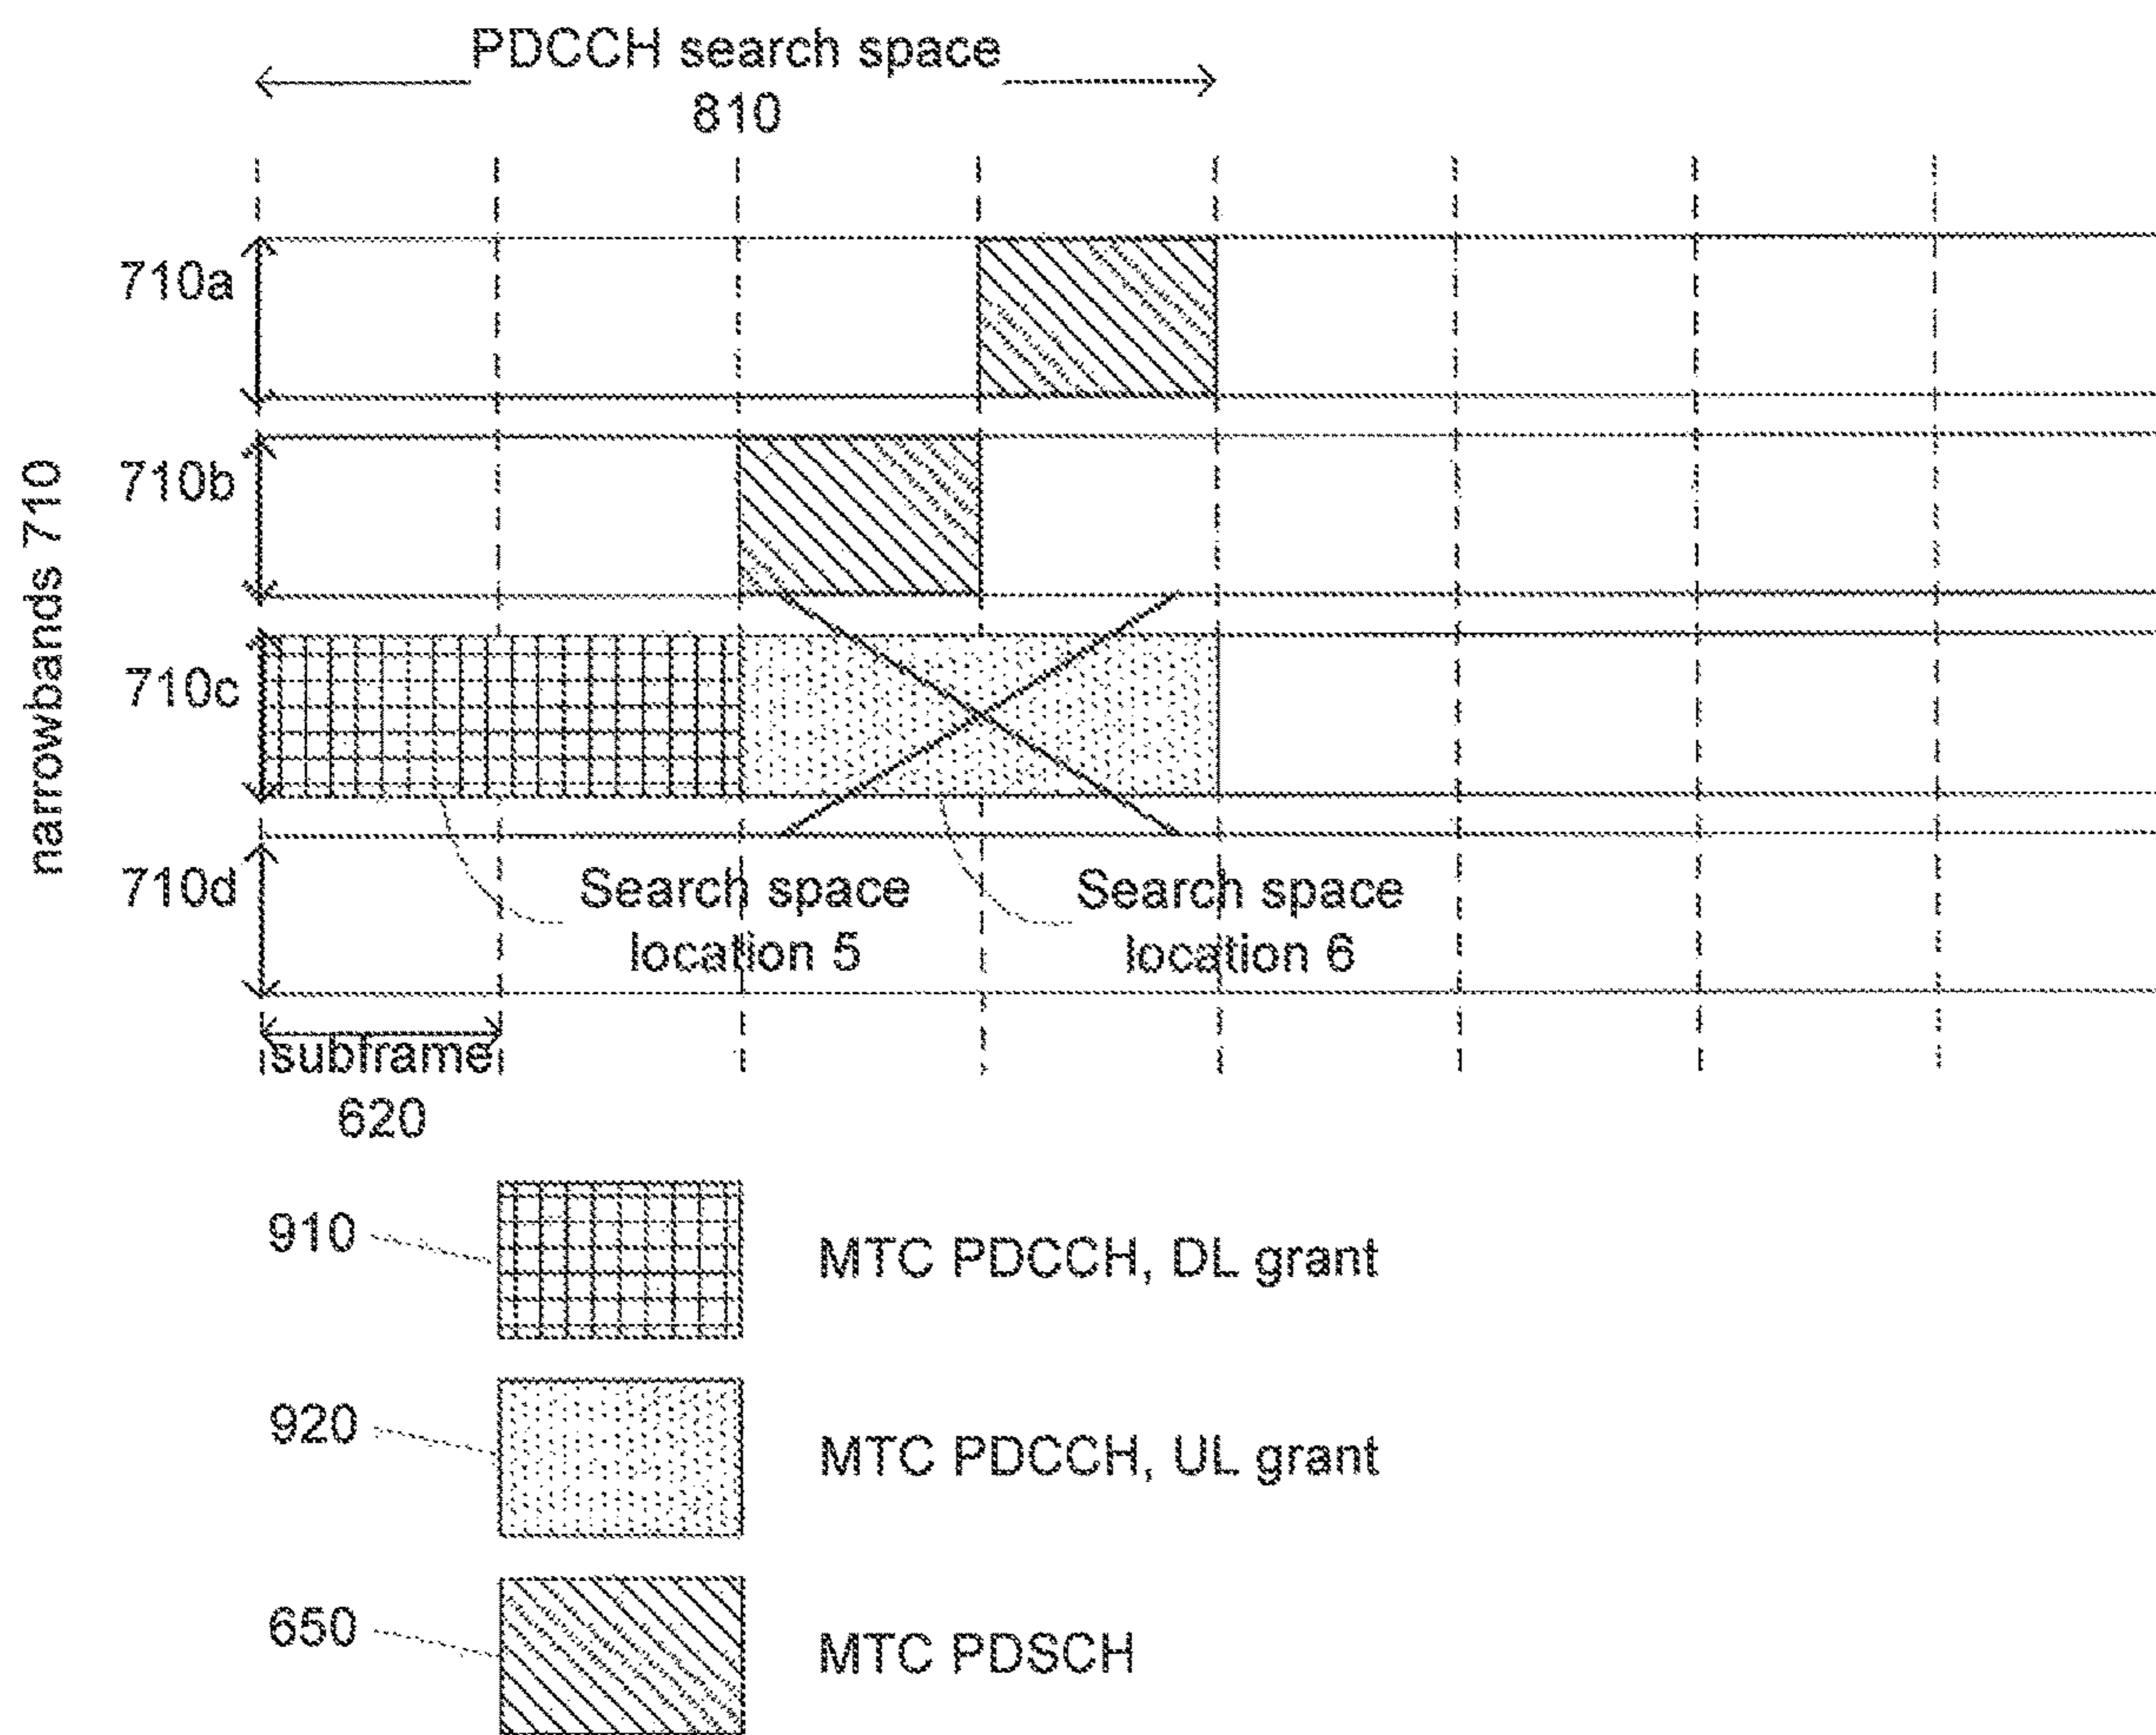 PDCCH search space
810
narrowbands 710
710a
710b
710c
710d
Search space
location 5
Search space
location 6
subframe
620
910
MTC PDCCH, DL grant
920
MTC PDCCH, UL grant
650
MTC PDSCH